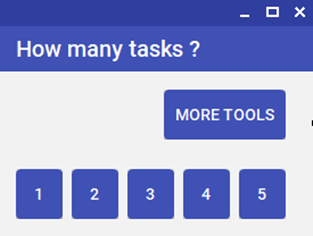 How many tasks ?
MORE TOOLS
1 2 3 4 5